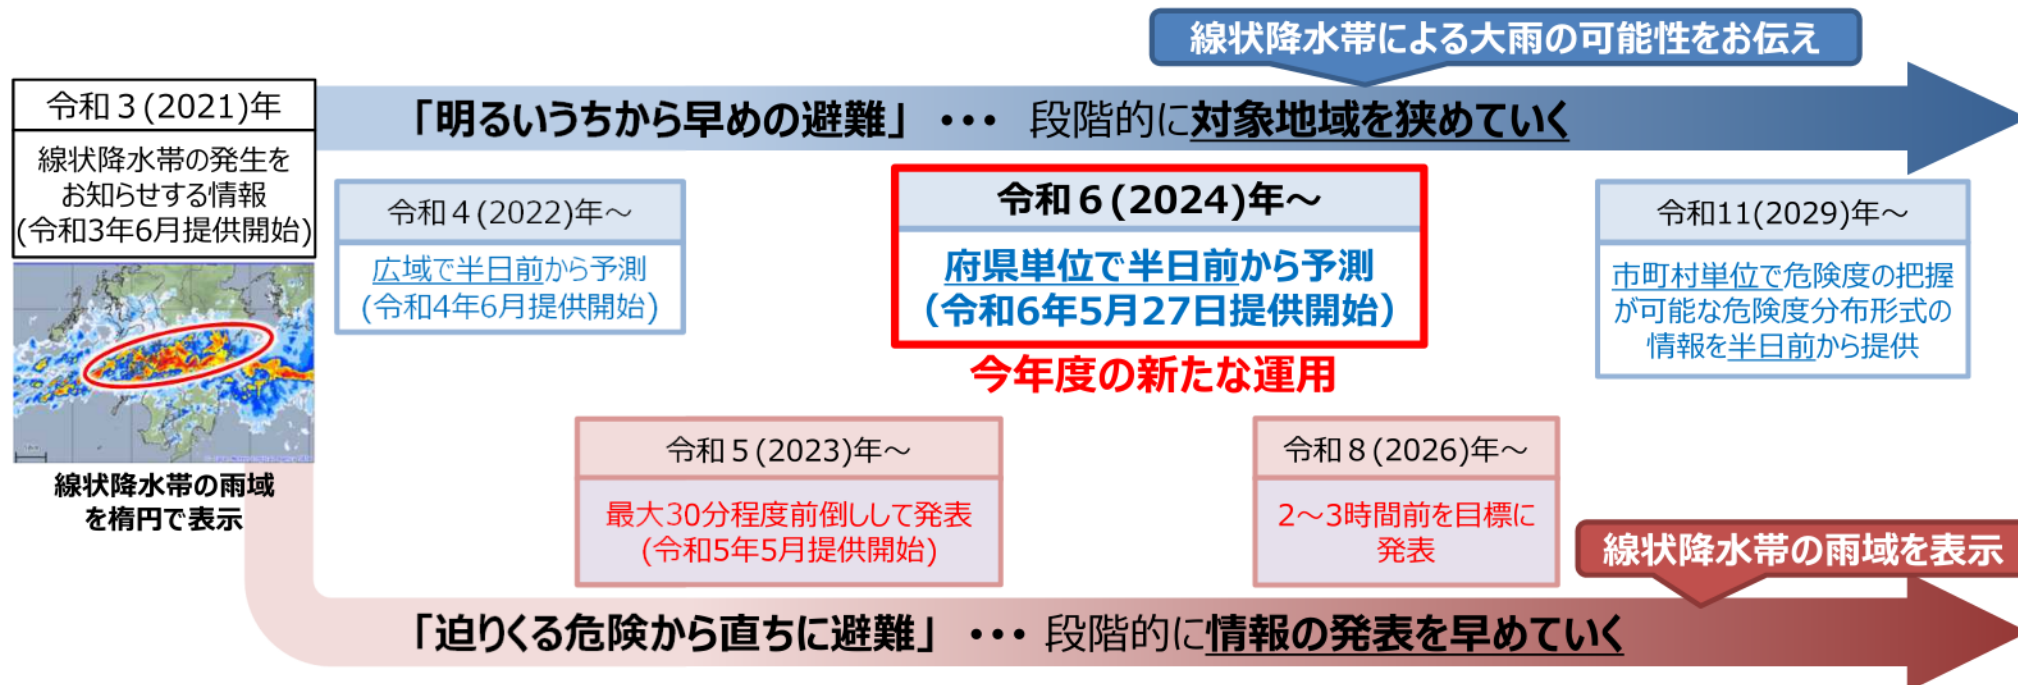 線状降水帯による大雨の可能性をお伝え
令和３(2021)年
線状降水帯の発生を
お知らせする情報
(令和3年6月提供開始)
「明るいうちから早めの避難」 ・・・ 段階的に対象地域を狭めていく
令和４(2022)年～
広域で半日前から予測
(令和4年6月提供開始)
令和６(2024)年～
府県単位で半日前から予測
（令和6年5月27日提供開始）
今年度の新たな運用
令和11(2029)年～
市町村単位で危険度の把握
が可能な危険度分布形式の
情報を半日前から提供
線状降水帯の雨域
を楕円で表示
令和５(2023)年～
最大30分程度前倒しして発表
(令和5年5月提供開始)
令和８(2026)年～
2～3時間前を目標に
発表
線状降水帯の雨域を表示
「迫りくる危険から直ちに避難」 ・・・ 段階的に情報の発表を早めていく